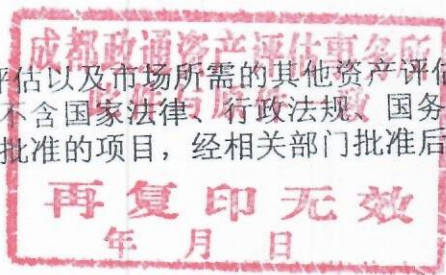 成都政通资产评估事务所
评估以及市场所需的其他资产评估
不含国家法律、行政法规、国务
批准的项目，经相关部门批准后
再复印无效
年 月 日